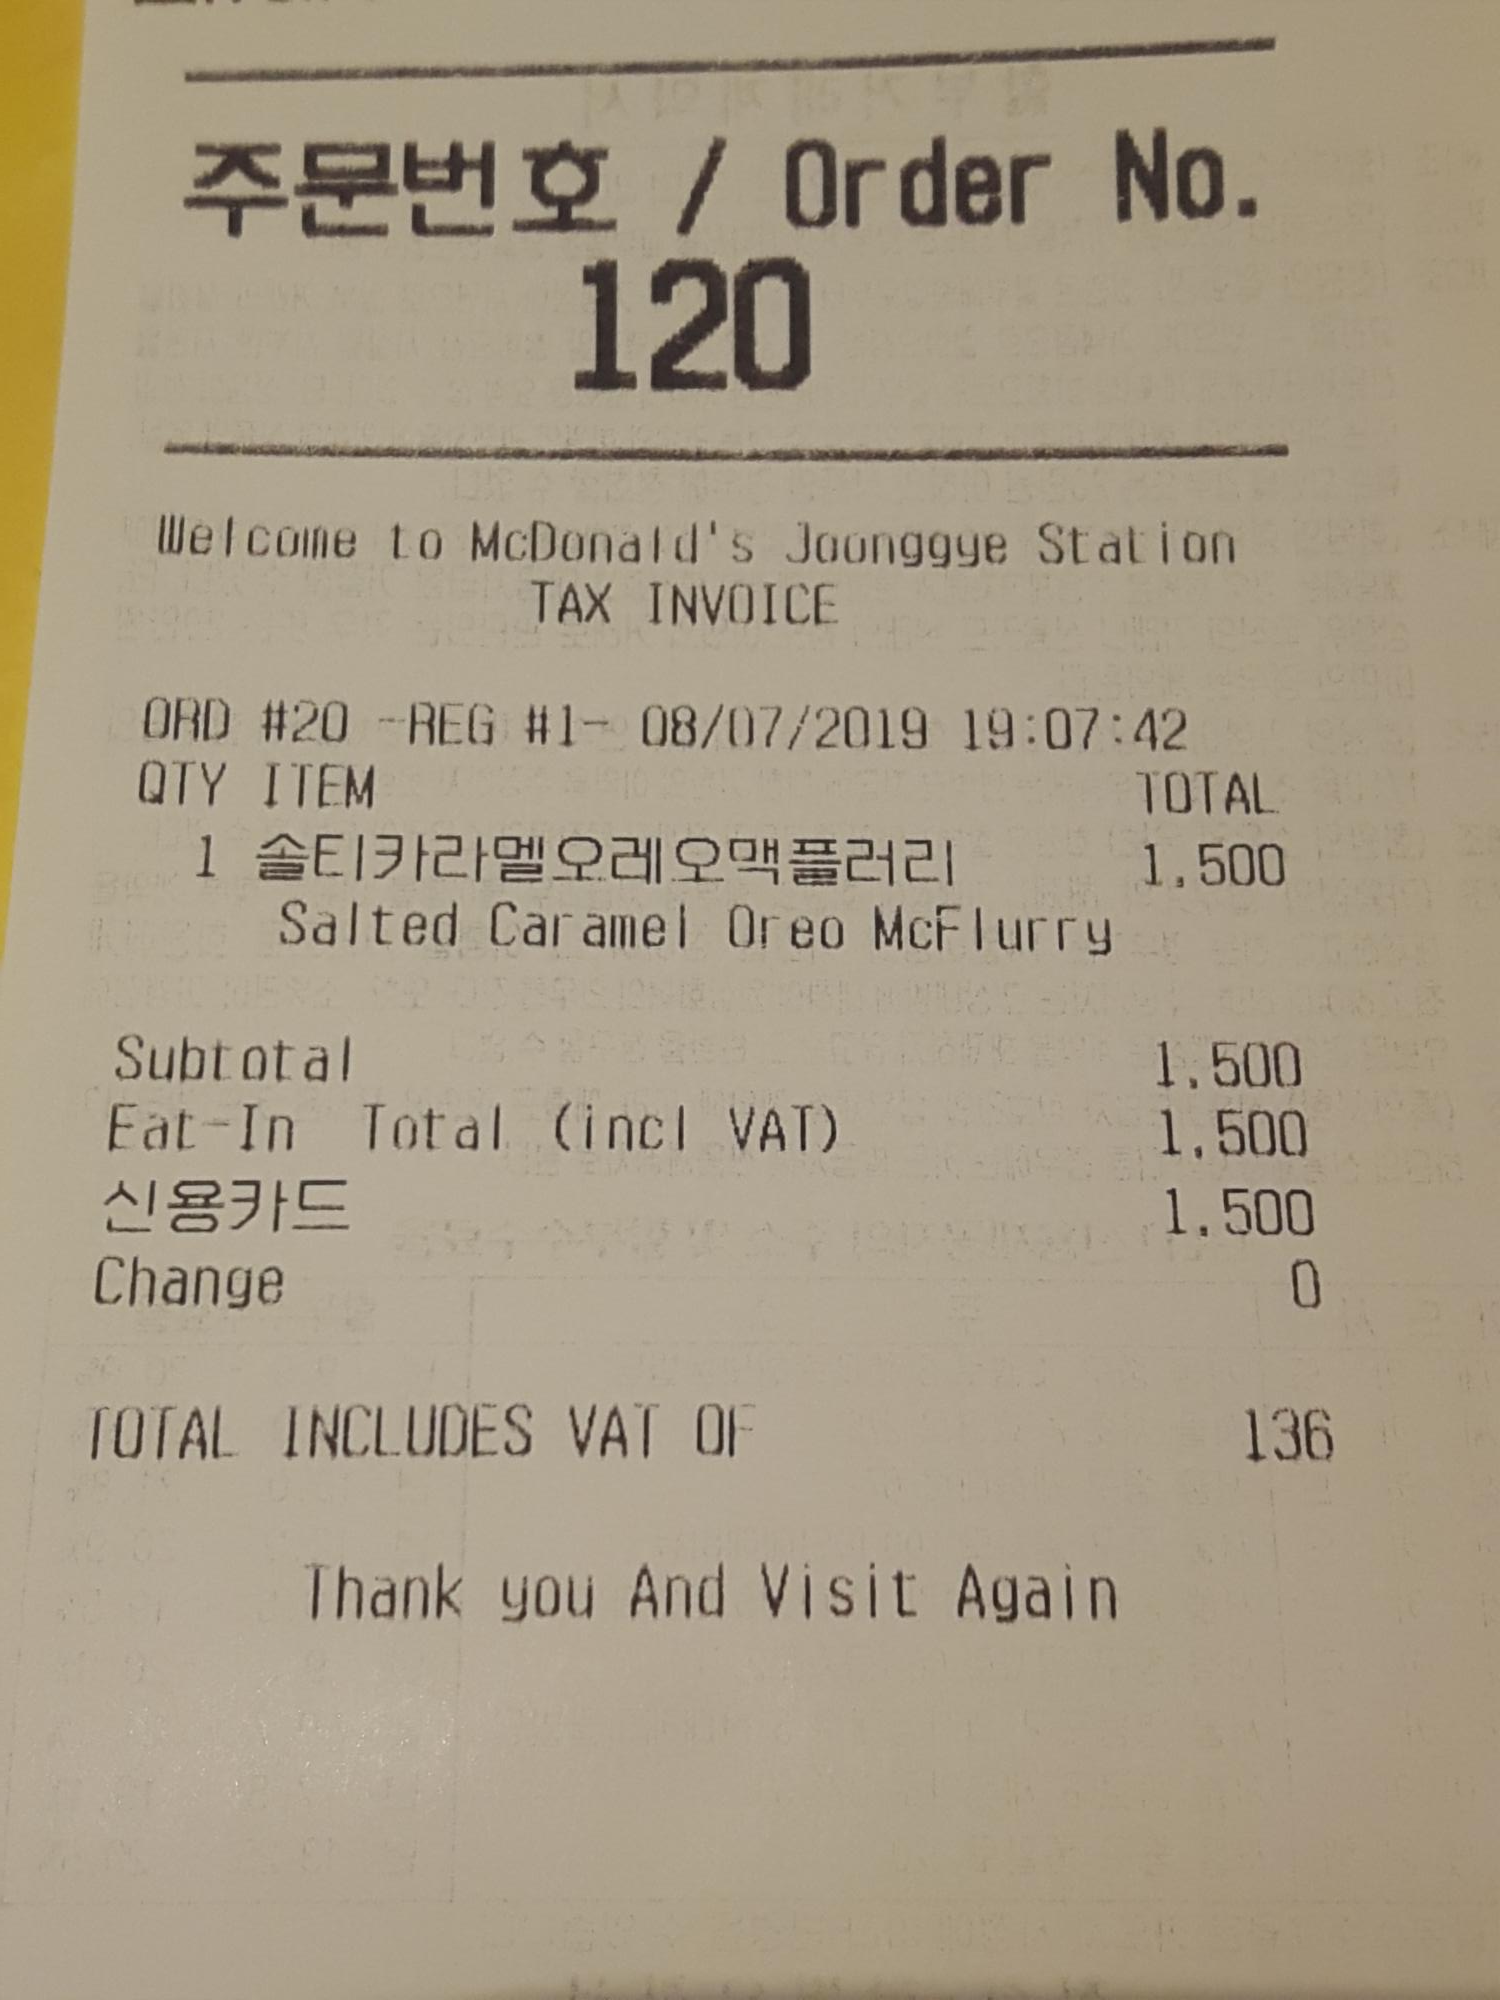 주문번호 / Order No.
120
Welcome to McDonald's Joonggye Station
TAX INVOICE
ORD #20 -REG #1- 08/07/2019 19:07:42
QTY ITEM TOTAL
1 솔티카라멜오레오맥플러리 1,500
Salted Caramel Oreo McFlurry
Subtotal 1,500
Eat-In Total (incl VAT) 1,500
신용카드 1,500
Change 0
TOTAL INCLUDES VAT OF 136
Thank you And Visit Again